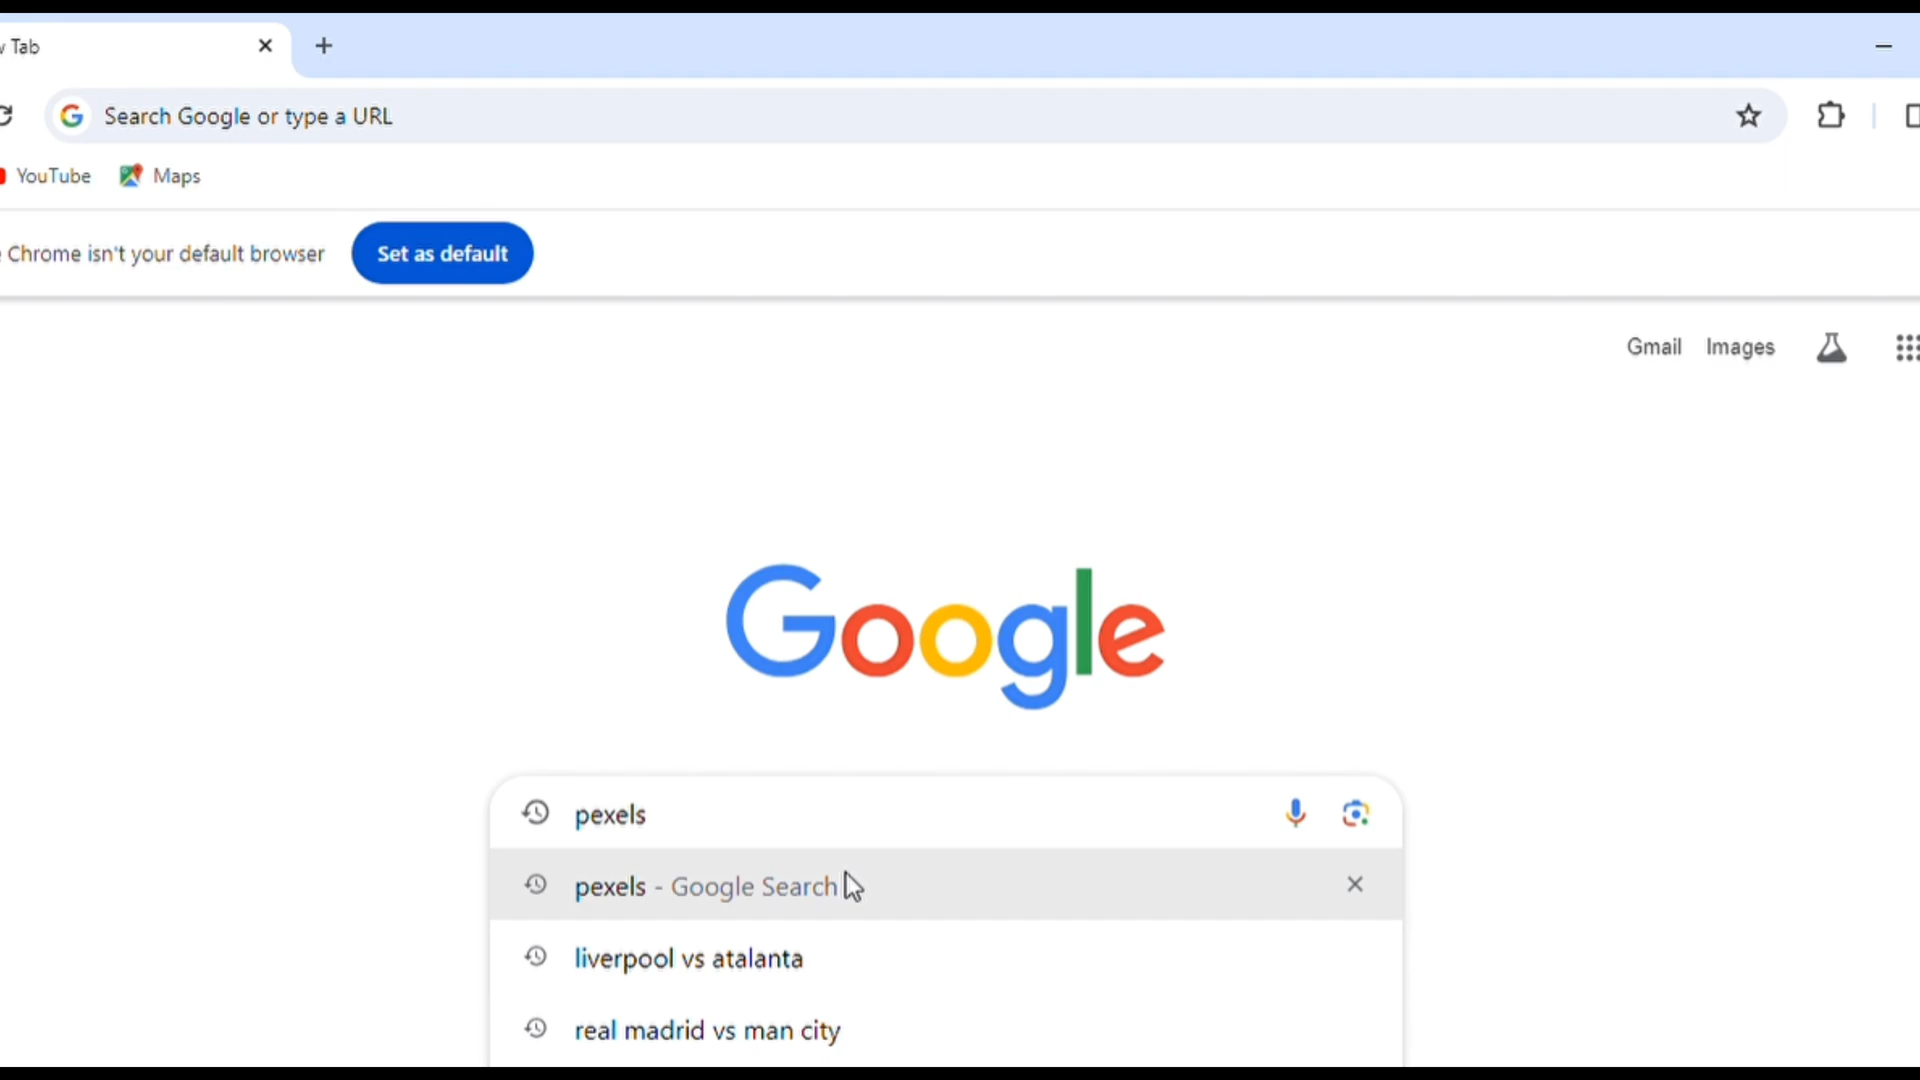 Tab
Search Google or type a URL
YouTube Maps
Chrome isn't your default browser Set as default
Gmail Images
Google
pexels
pexels - Google Search
liverpool vs atalanta
real madrid vs man city